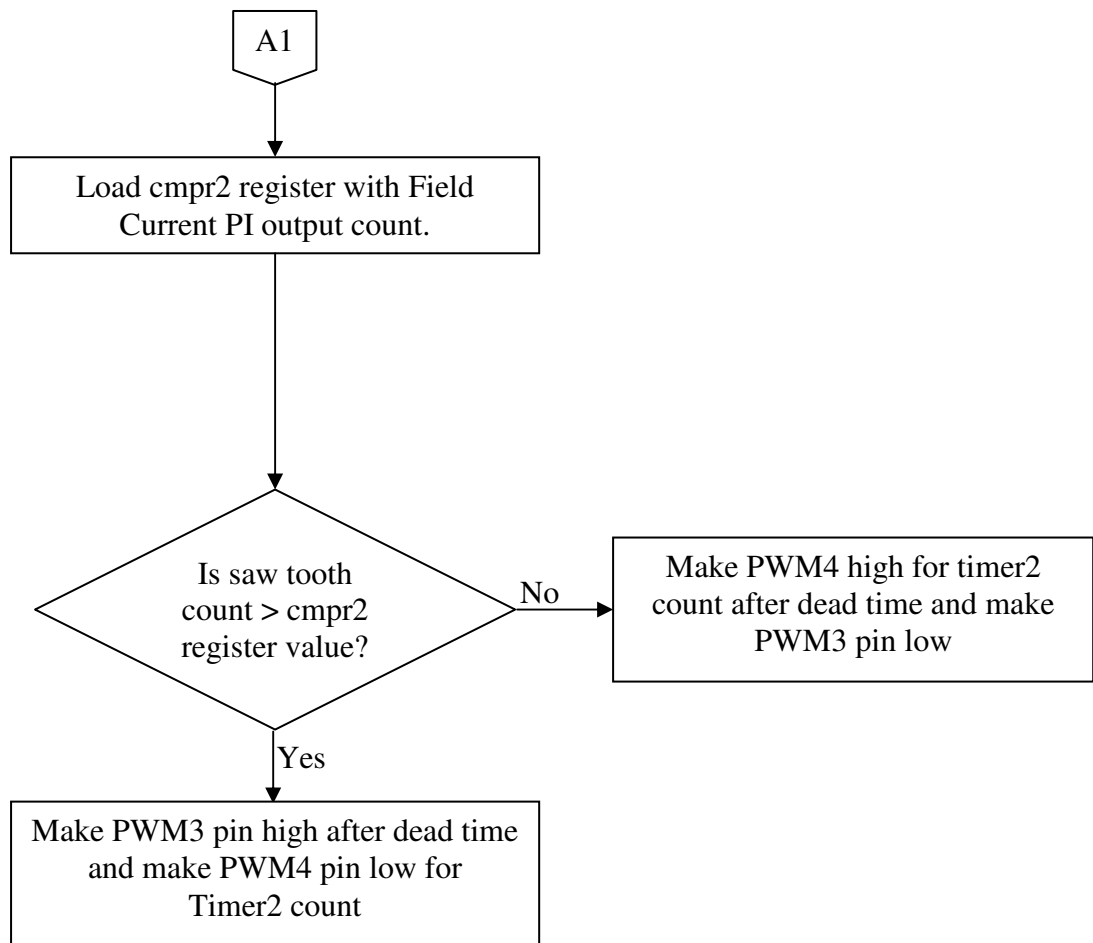 A1
Load cmpr2 register with Field
Current PI output count.
Is saw tooth
count > cmpr2
register value?
No
Make PWM4 high for timer2
count after dead time and make
PWM3 pin low
Yes
Make PWM3 pin high after dead time
and make PWM4 pin low for
Timer2 count